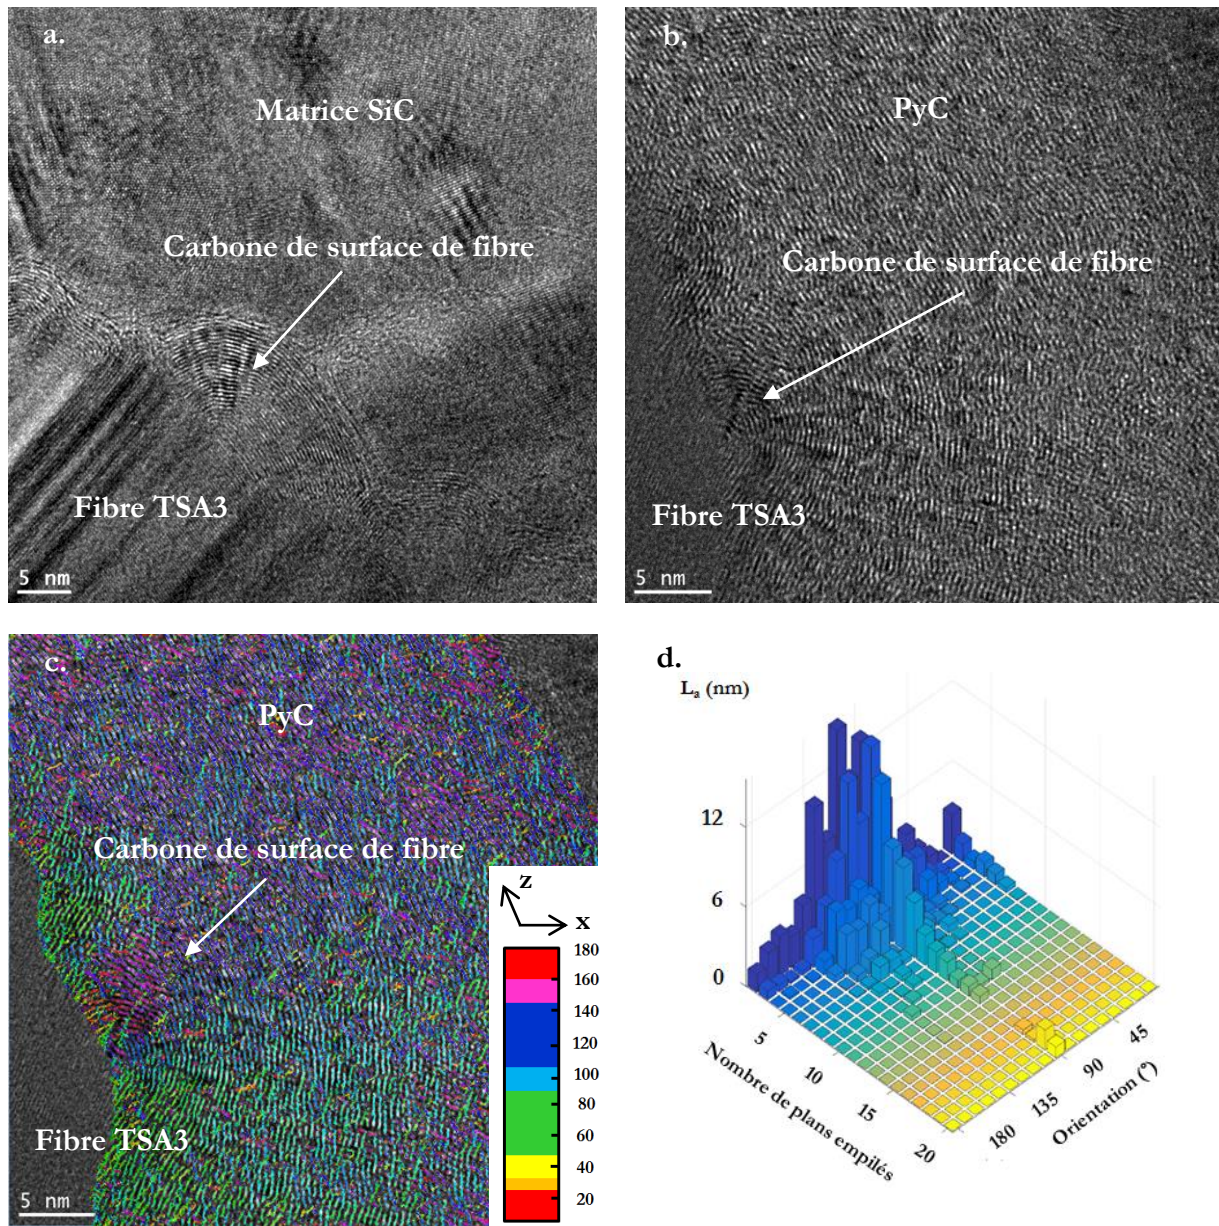 a.
Matrice SiC
Carbone de surface de fibre
Fibre TSA3
5 nm
b.
PyC
Carbone de surface de fibre
Fibre TSA3
5 nm
c.
PyC
Carbone de surface de fibre
Fibre TSA3
5 nm
z
x
180
160
140
120
100
80
60
40
20
d.
La (nm)
12
6
0
5
10
15
20
Nombre de plans empilés
180
135
90
45
Orientation (°)